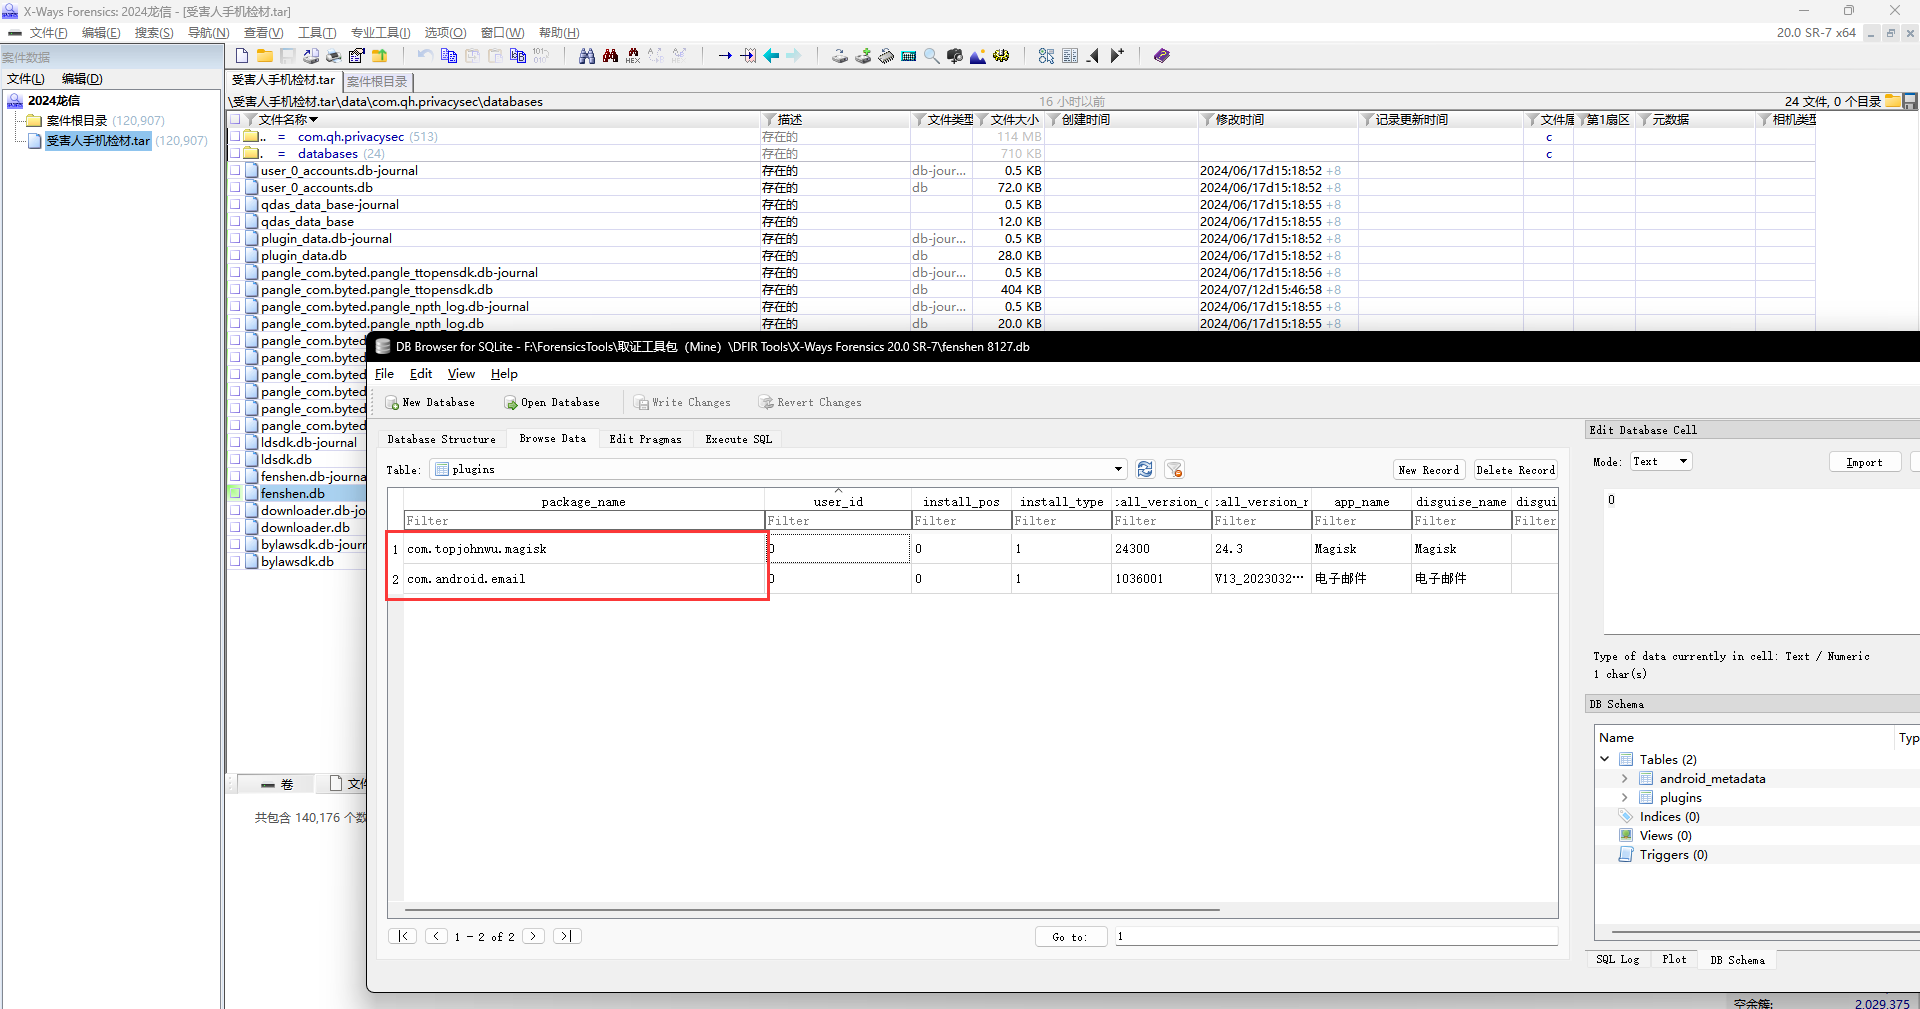 X-Ways Forensics: 2024龙信 - [受害人手机检材.tar]
文件(F) 编辑(E) 搜索(S) 导航(N) 查看(V) 工具(T) 专业工具(I) 选项(O) 窗口(W) 帮助(H) 20.0 SR-7 x64
案件数据
文件(L) 编辑(D)
2024龙信
案件根目录 (120,907)
受害人手机检材.tar (120,907)
受害人手机检材.tar 案件根目录
\受害人手机检材.tar\data\com.qh.privacysec\databases 16 小时以前 24 文件, 0 个目录
文件名称 描述 文件类型 文件大小 创建时间 修改时间 记录更新时间 文件属 第1扇区 元数据 相机类型
.. = com.qh.privacysec (513) 存在的 114 MB c
. = databases (24) 存在的 710 KB c
user_0_accounts.db-journal 存在的 db-jour... 0.5 KB 2024/06/17d15:18:52 +8
user_0_accounts.db 存在的 db 72.0 KB 2024/06/17d15:18:52 +8
qdas_data_base-journal 存在的 0.5 KB 2024/06/17d15:18:55 +8
qdas_data_base 存在的 12.0 KB 2024/06/17d15:18:55 +8
plugin_data.db-journal 存在的 db-jour... 0.5 KB 2024/06/17d15:18:52 +8
plugin_data.db 存在的 db 28.0 KB 2024/06/17d15:18:52 +8
pangle_com.byted.pangle_ttopensdk.db-journal 存在的 db-jour... 0.5 KB 2024/06/17d15:18:56 +8
pangle_com.byted.pangle_ttopensdk.db 存在的 db 404 KB 2024/07/12d15:46:58 +8
pangle_com.byted.pangle_npth_log.db-journal 存在的 db-jour... 0.5 KB 2024/06/17d15:18:55 +8
pangle_com.byted.pangle_npth_log.db 存在的 db 20.0 KB 2024/06/17d15:18:55 +8
pangle_com.byted
pangle_com.byted
pangle_com.byted
pangle_com.byted
pangle_com.byted
pangle_com.byted
ldsdk.db-journal
ldsdk.db
fenshen.db-journa
fenshen.db
downloader.db-jo
downloader.db
bylawsdk.db-journ
bylawsdk.db
卷 文件
共包含 140,176 个数
DB Browser for SQLite - F:\ForensicsTools\取证工具包（Mine）\DFIR Tools\X-Ways Forensics 20.0 SR-7\fenshen 8127.db
File Edit View Help
New Database Open Database Write Changes Revert Changes
Database Structure Browse Data Edit Pragmas Execute SQL
Table: plugins New Record Delete Record
package_name user_id install_pos install_type :all_version_c :all_version_r app_name disguise_name disgui
Filter Filter Filter Filter Filter Filter Filter Filter Filter
1 com.topjohnwu.magisk 0 0 1 24300 24.3 Magisk Magisk
2 com.android.email 0 0 1 1036001 V13_2023032… 电子邮件 电子邮件
1 - 2 of 2 Go to: 1
Edit Database Cell
Mode: Text Import
0
Type of data currently in cell: Text / Numeric
1 char(s)
DB Schema
Name Typ
Tables (2)
android_metadata
plugins
Indices (0)
Views (0)
Triggers (0)
SQL Log Plot DB Schema
空余簇: 2,029,375